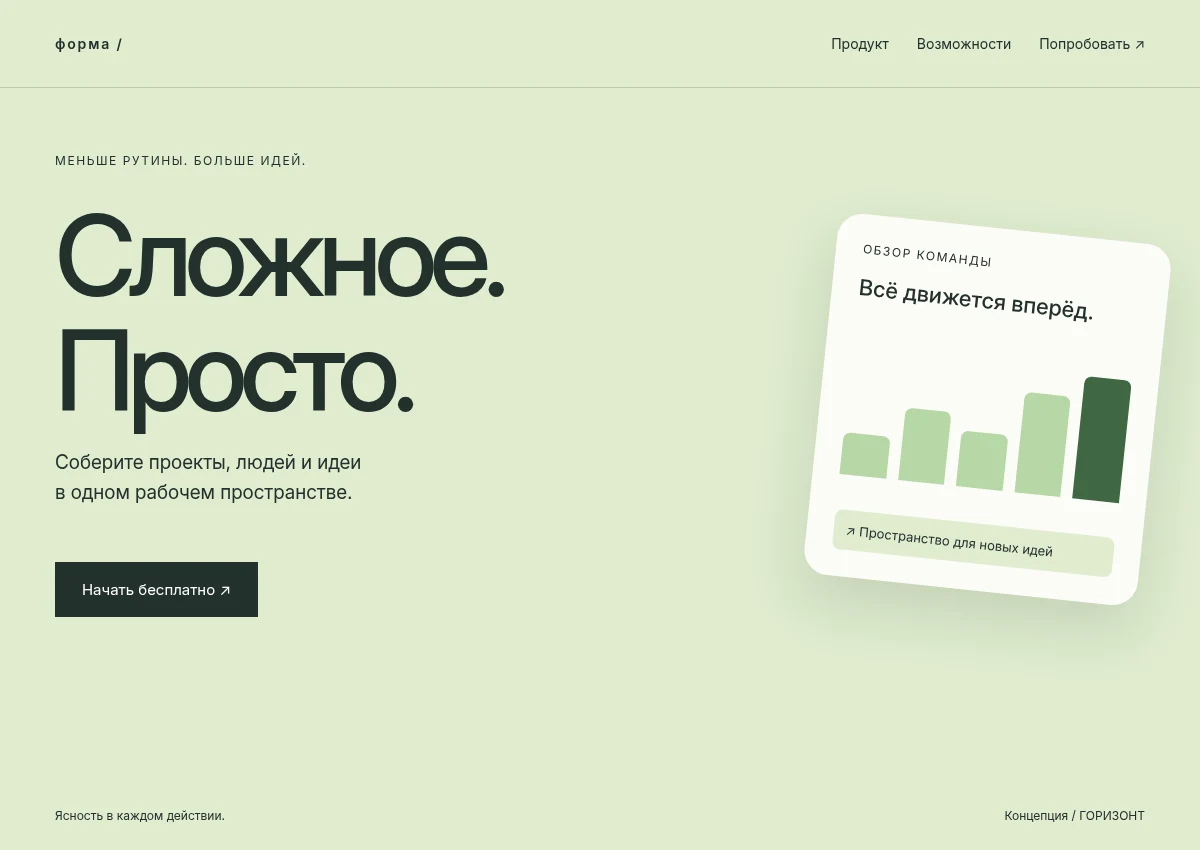 форма /
Продукт
Возможности
Попробовать ↗
МЕНЬШЕ РУТИНЫ. БОЛЬШЕ ИДЕЙ.
Сложное.
Просто.
Соберите проекты, людей и идеи
в одном рабочем пространстве.
Начать бесплатно ↗
ОБЗОР КОМАНДЫ
Всё движется вперёд.
↗ Пространство для новых идей
Ясность в каждом действии.
Концепция / ГОРИЗОНТ